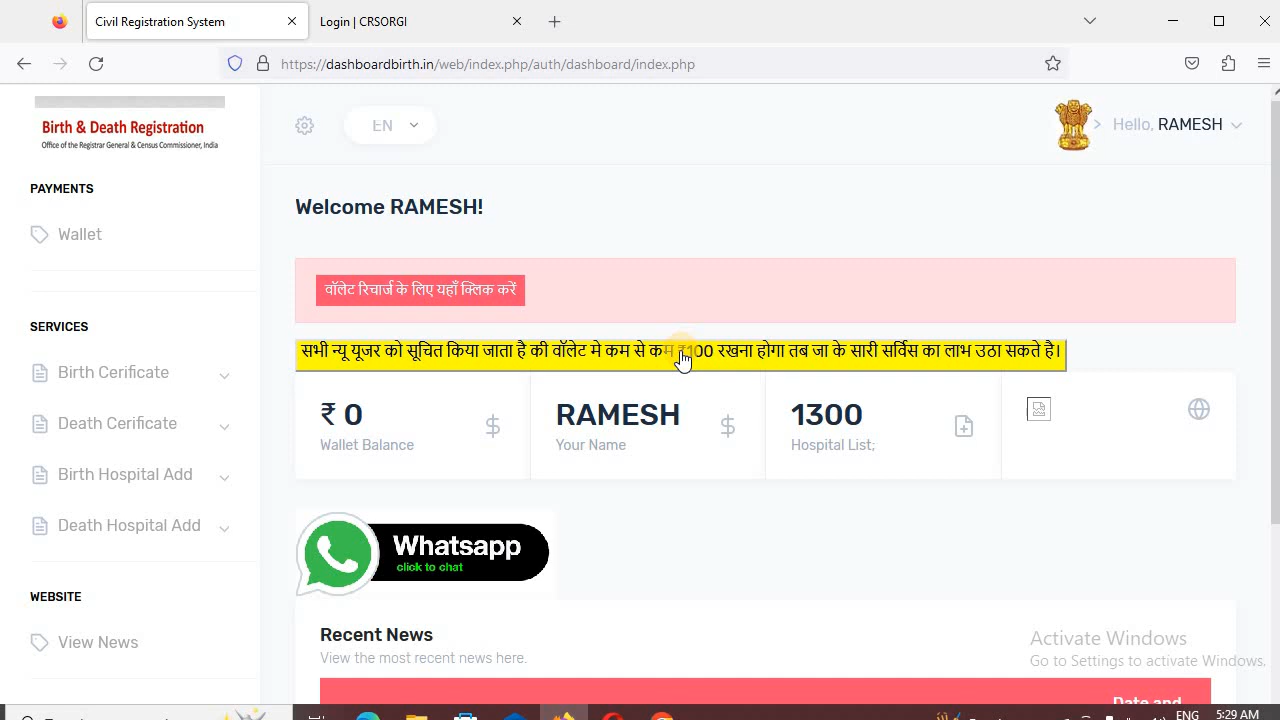 Civil Registration System
Login | CRSORGI
https://dashboardbirth.in/web/index.php/auth/dashboard/index.php
Birth & Death Registration
Office of the Registrar General & Census Commissioner, India
EN
Hello, RAMESH
PAYMENTS
Wallet
SERVICES
Birth Cerificate
Death Cerificate
Birth Hospital Add
Death Hospital Add
WEBSITE
View News
Welcome RAMESH!
वॉलेट रिचार्ज के लिए यहाँ क्लिक करें
सभी न्यू यूजर को सूचित किया जाता है की वॉलेट मे कम से कम ₹100 रखना होगा तब जा के सारी सर्विस का लाभ उठा सकते है।
₹ 0
Wallet Balance
RAMESH
Your Name
1300
Hospital List;
Whatsapp
click to chat
Recent News
View the most recent news here.
Activate Windows
Go to Settings to activate Windows.
Date and
ENG
5:29 AM